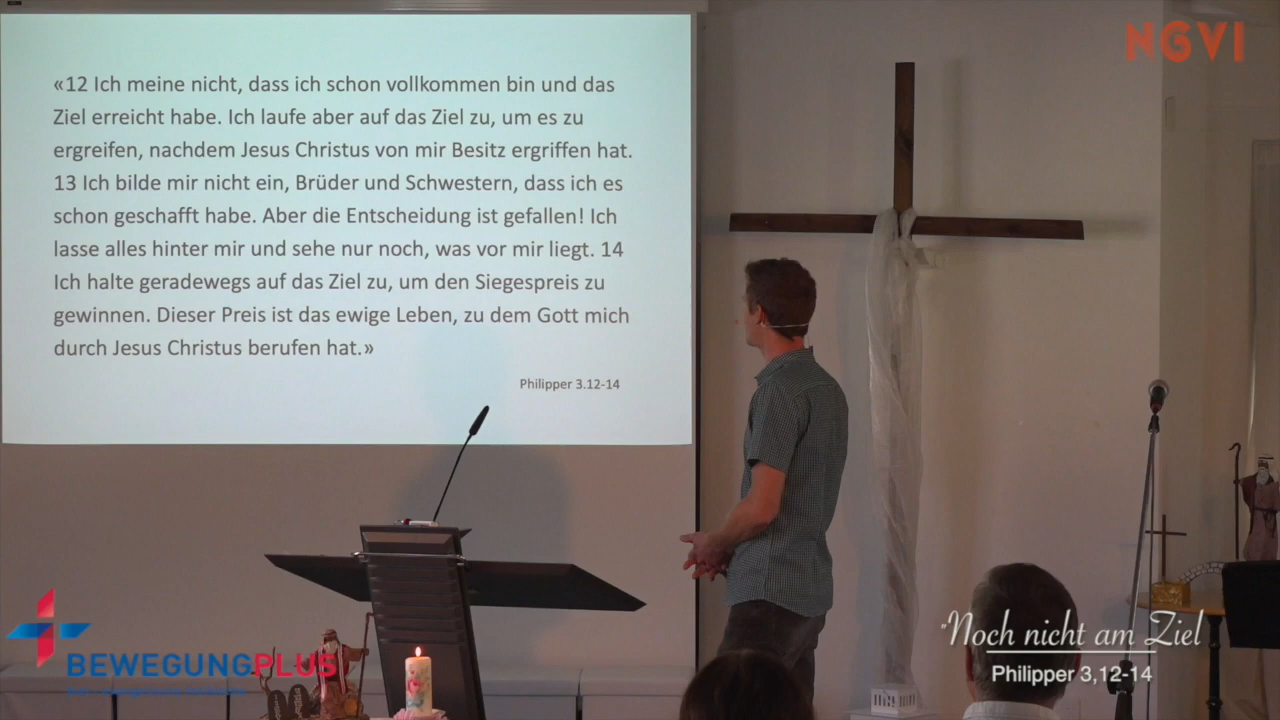 «12 Ich meine nicht, dass ich schon vollkommen bin und das
Ziel erreicht habe. Ich laufe aber auf das Ziel zu, um es zu
ergreifen, nachdem Jesus Christus von mir Besitz ergriffen hat.
13 Ich bilde mir nicht ein, Brüder und Schwestern, dass ich es
schon geschafft habe. Aber die Entscheidung ist gefallen! Ich
lasse alles hinter mir und sehe nur noch, was vor mir liegt. 14
Ich halte geradewegs auf das Ziel zu, um den Siegespreis zu
gewinnen. Dieser Preis ist das ewige Leben, zu dem Gott mich
durch Jesus Christus berufen hat.»
Philipper 3.12-14
NGVI
BEWEGUNGPLUS
"Noch nicht am Ziel
Philipper 3,12-14